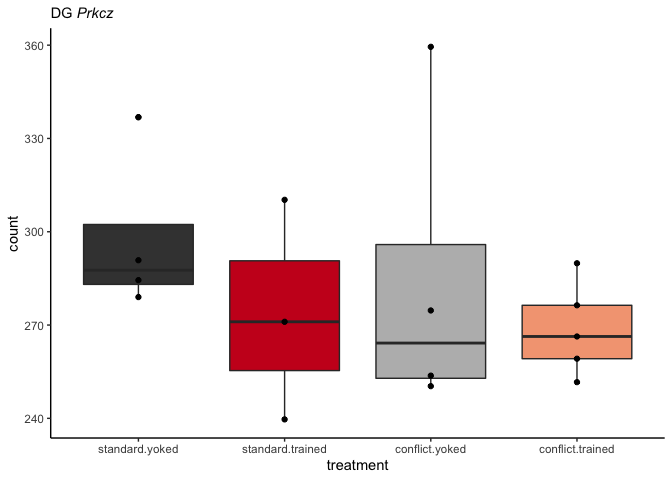 DG Prkcz
360
330
300
270
240
count
standard.yoked
standard.trained
conflict.yoked
conflict.trained
treatment